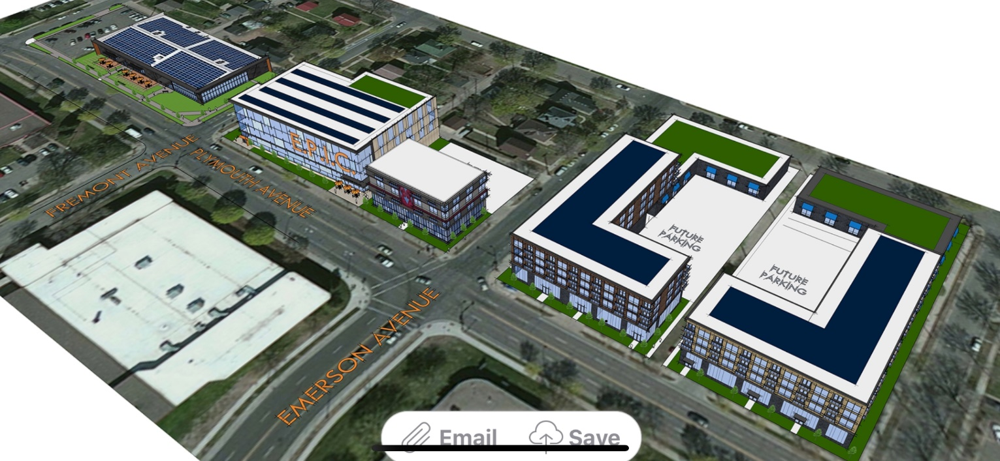 E.P.I.C.
FREMONT AVENUE
PLYMOUTH AVENUE
FUTURE
PARKING
FUTURE
PARKING
EMERSON AVENUE
Email
Save